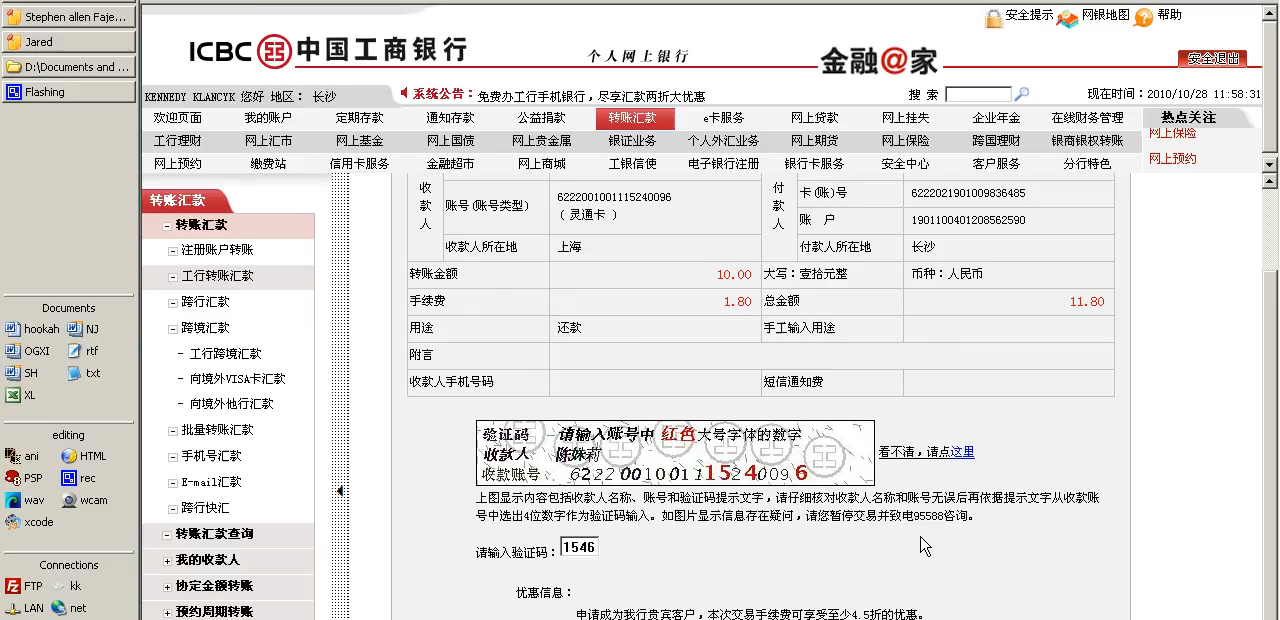 Stephen allen Faje...
Jared
D:\Documents and ...
Flashing
Documents
hookah NJ
OGXI rtf
SH txt
XL
editing
ani HTML
PSP rec
wav wcam
xcode
Connections
FTP kk
LAN net
安全提示 网银地图 帮助
ICBC 中国工商银行 个人网上银行 金融@家 安全退出
KENNEDY KLANCYK 您好 地区： 长沙 系统公告：免费办工行手机银行，尽享汇款两折大优惠 搜 索 现在时间：2010/10/28 11:58:31
欢迎页面 我的账户 定期存款 通知存款 公益捐款 转账汇款 e卡服务 网上贷款 网上挂失 企业年金 在线财务管理 热点关注
工行理财 网上汇市 网上基金 网上国债 网上贵金属 银证业务 个人外汇业务 网上期货 网上保险 跨国理财 银商银权转账 网上保险
网上预约 缴费站 信用卡服务 金融超市 网上商城 工银信使 电子银行注册 银行卡服务 安全中心 客户服务 分行特色 网上预约
转账汇款
转账汇款
注册账户转账
工行转账汇款
跨行汇款
跨境汇款
- 工行跨境汇款
- 向境外VISA卡汇款
- 向境外他行汇款
批量转账汇款
手机号汇款
E-mail汇款
跨行快汇
转账汇款查询
我的收款人
协定金额转账
预约周期转账
收款人 账号(账号类型) 6222001001115240096
（ 灵通卡 ）
付款人 卡(账)号 6222021901009836485
账 户 1901100401208562590
收款人所在地 上海 付款人所在地 长沙
转账金额 10.00 大写：壹拾元整 币种：人民币
手续费 1.80 总金额 11.80
用途 还款 手工输入用途
附言
收款人手机号码 短信通知费
验证码 请输入账号中 红色大号字体的数字
收款人 陈姝莉
收款账号 6222001001115240096
看不清，请点这里
上图显示内容包括收款人名称、账号和验证码提示文字，请仔细核对收款人名称和账号无误后再依据提示文字从收款账
号中选出4位数字作为验证码输入。如图片显示信息存在疑问，请您暂停交易并致电95588咨询。
请输入验证码：1546
优惠信息：
申请成为我行贵宾客户，本次交易手续费可享受至少4.5折的优惠。